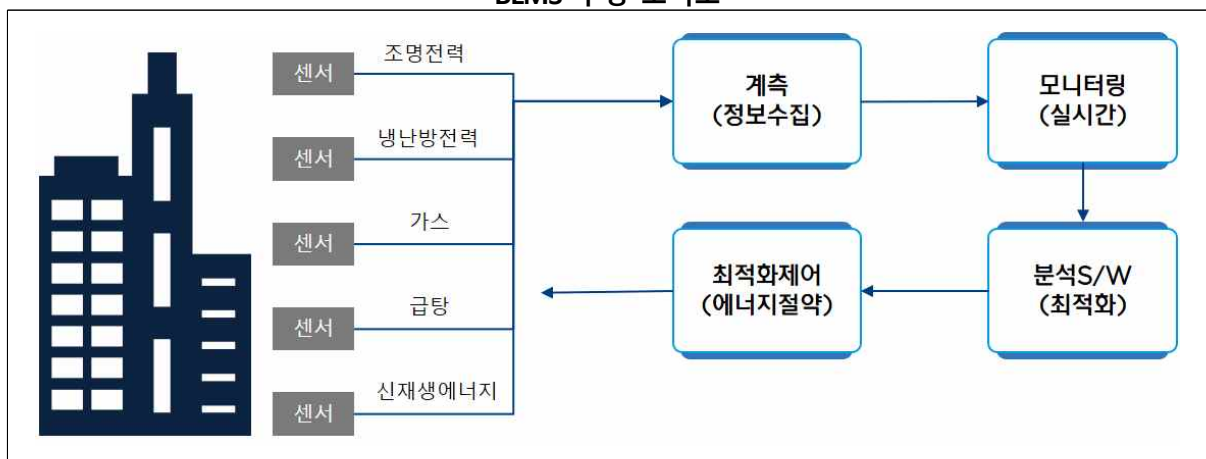 센서
조명전력
센서
냉난방전력
센서
가스
센서
급탕
센서
신재생에너지
계측
(정보수집)
모니터링
(실시간)
최적화제어
(에너지절약)
분석S/W
(최적화)